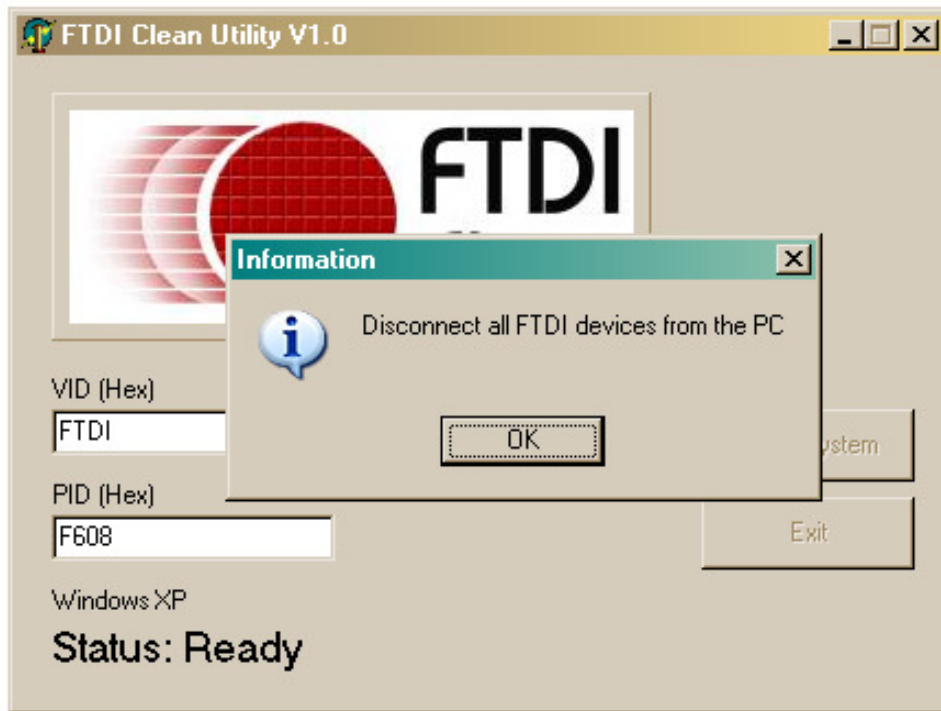 FTDI Clean Utility V1.0
FTDI
Information
Disconnect all FTDI devices from the PC
OK
VID (Hex)
FTDI
ystem
PID (Hex)
F608
Exit
Windows XP
Status: Ready